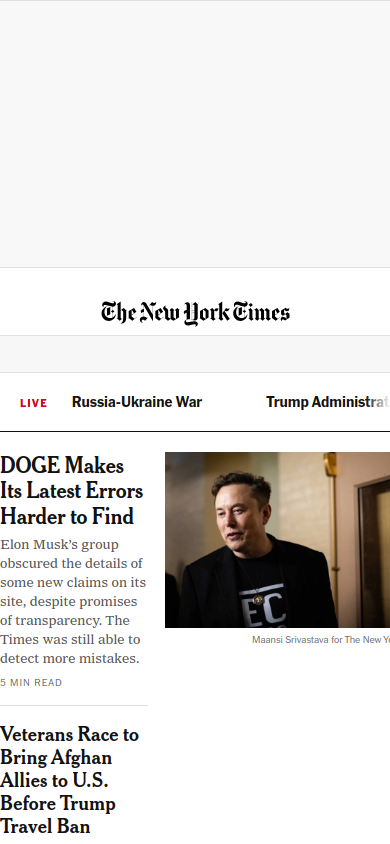 The New York Times
LIVE
Russia-Ukraine War
Trump Administrat
DOGE Makes
Its Latest Errors
Harder to Find
Elon Musk’s group
obscured the details of
some new claims on its
site, despite promises
of transparency. The
Times was still able to
detect more mistakes.
5 MIN READ
EC
Maansi Srivastava for The New Yo
Veterans Race to
Bring Afghan
Allies to U.S.
Before Trump
Travel Ban